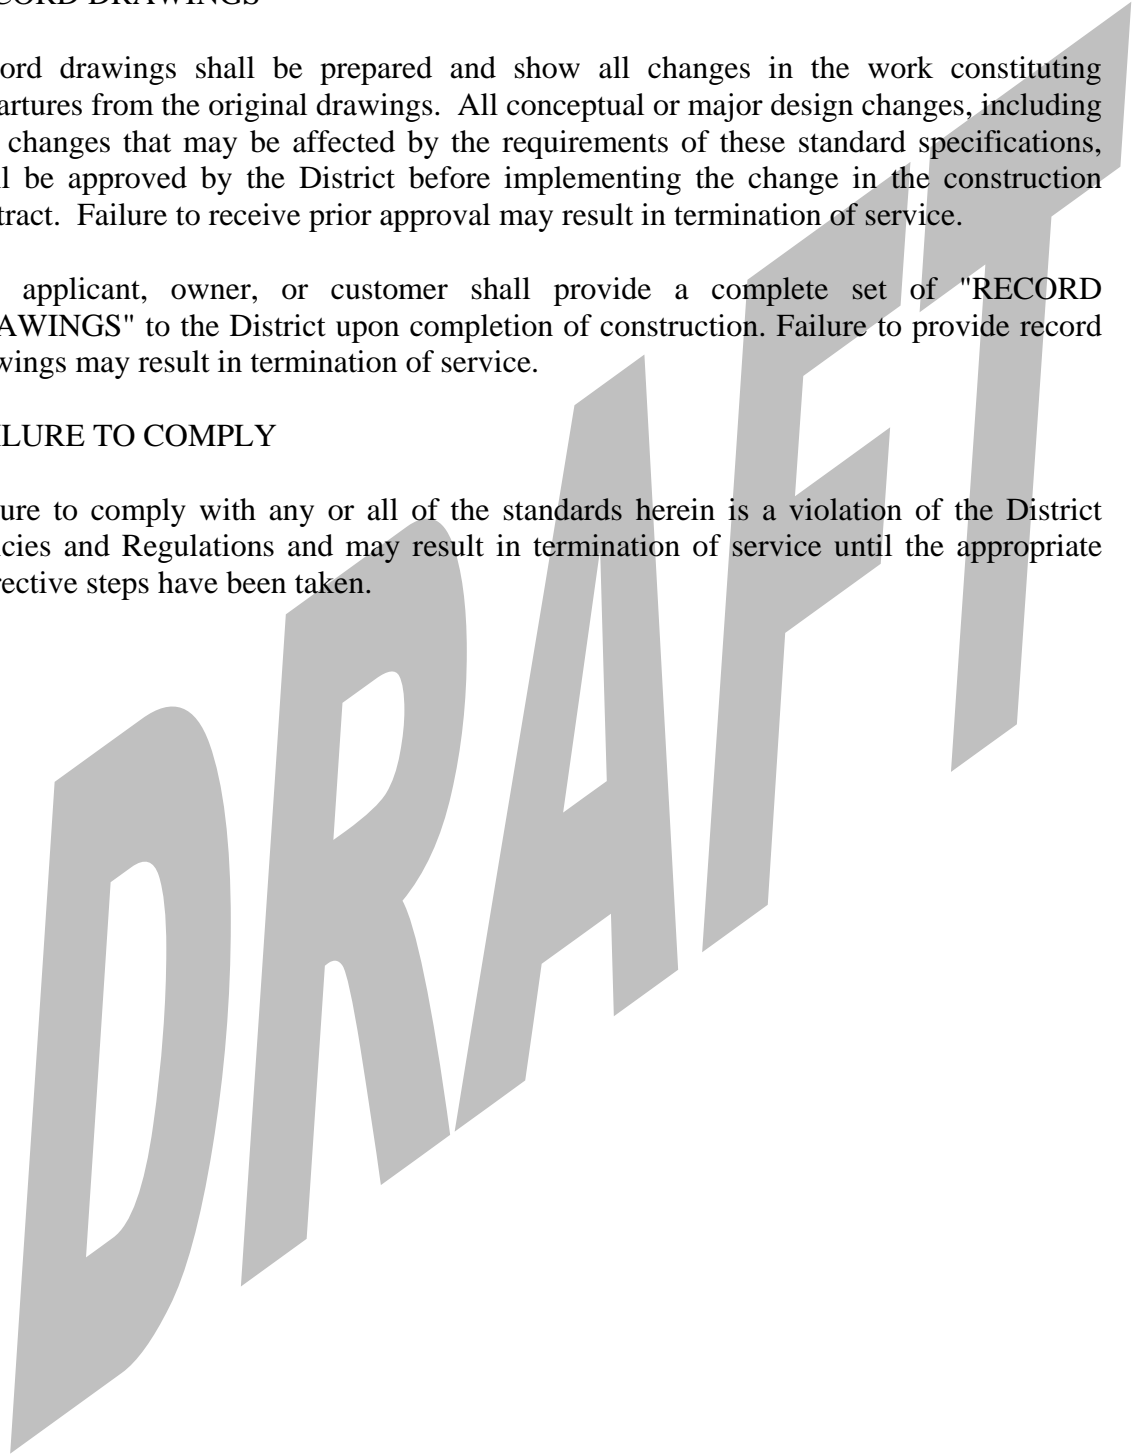 CORD DRAWINGS
ord drawings shall be prepared and show all changes in the work constituting
artures from the original drawings. All conceptual or major design changes, including
changes that may be affected by the requirements of these standard specifications,
l be approved by the District before implementing the change in the construction
tract. Failure to receive prior approval may result in termination of service.
applicant, owner, or customer shall provide a complete set of "RECORD
AWINGS" to the District upon completion of construction. Failure to provide record
wings may result in termination of service.
ILURE TO COMPLY
ure to comply with any or all of the standards herein is a violation of the District
icies and Regulations and may result in termination of service until the appropriate
rective steps have been taken.
DRAFT